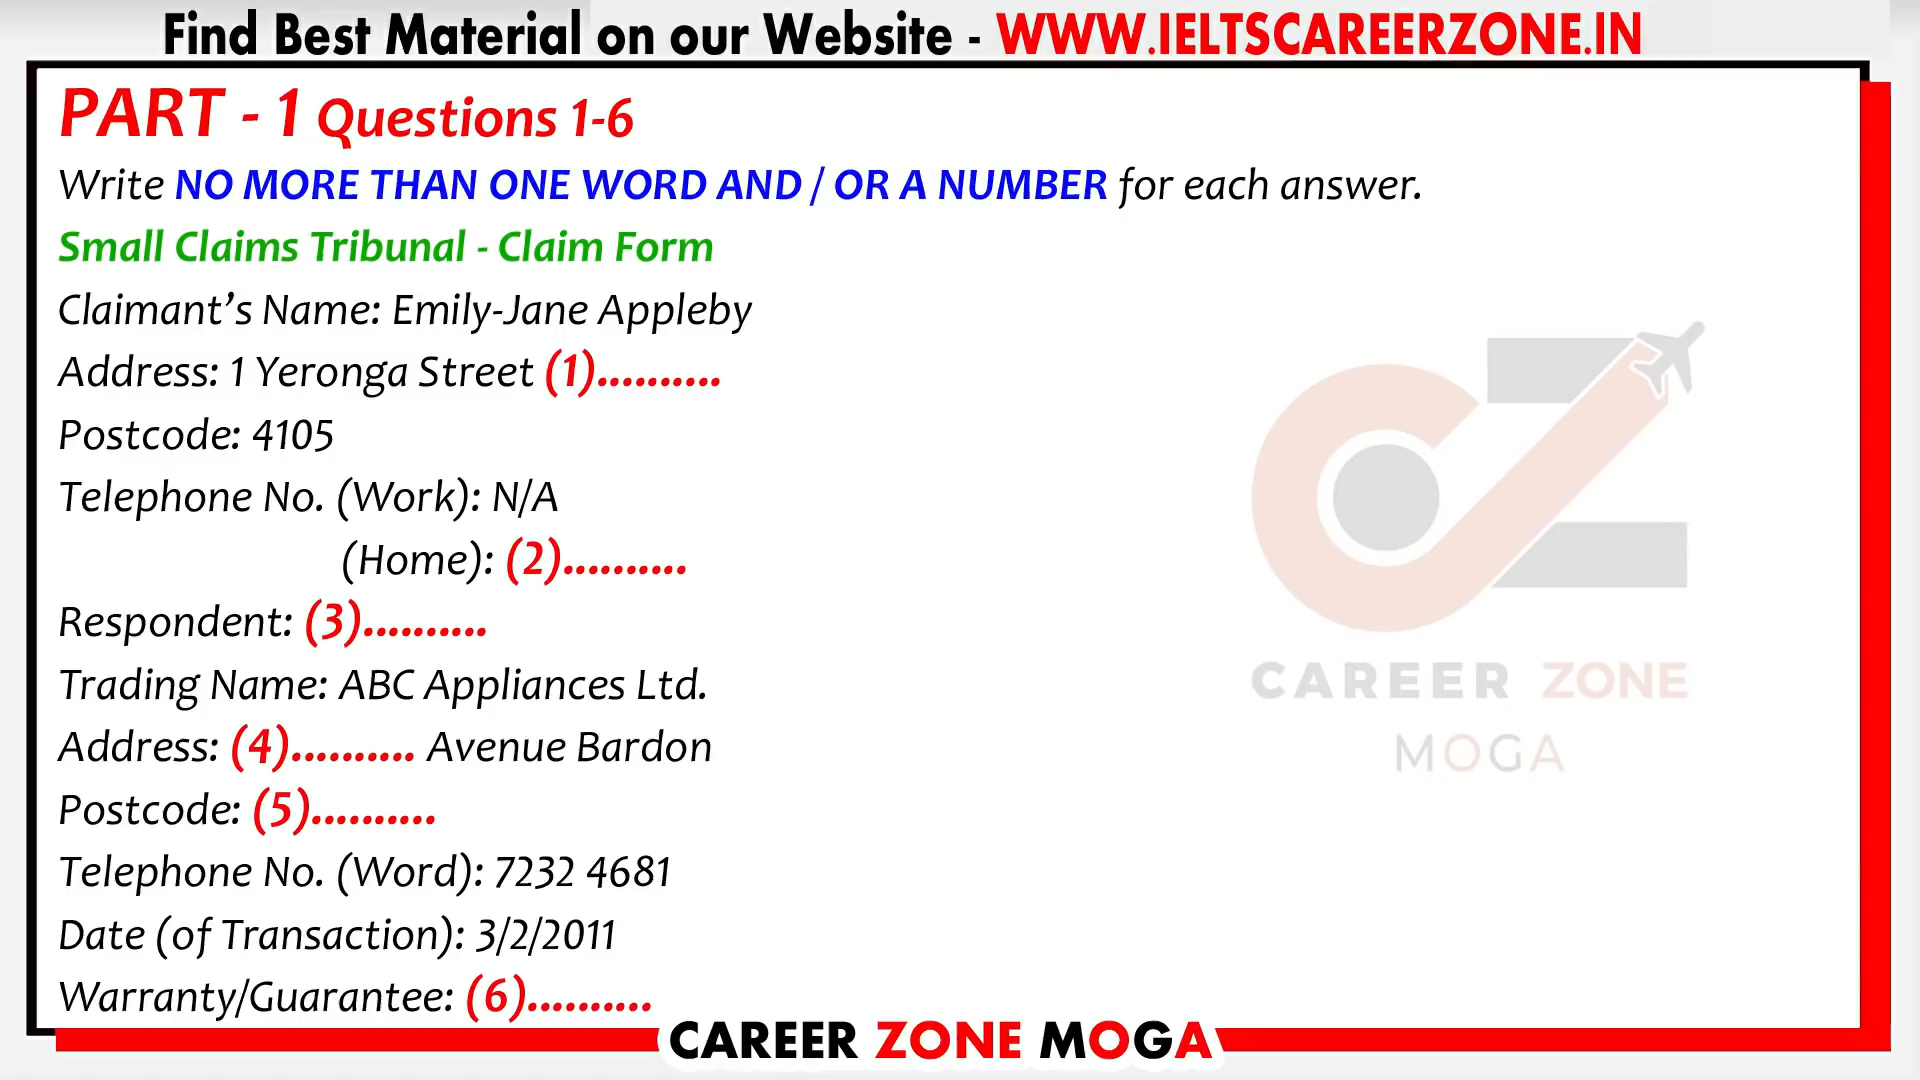 Find Best Material on our Website - WWW.IELTSCAREERZONE.IN
PART - 1 Questions 1-6
Write NO MORE THAN ONE WORD AND / OR A NUMBER for each answer.
Small Claims Tribunal - Claim Form
Claimant’s Name: Emily-Jane Appleby
Address: 1 Yeronga Street (1)..........
Postcode: 4105
Telephone No. (Work): N/A
(Home): (2)..........
Respondent: (3)..........
Trading Name: ABC Appliances Ltd.
Address: (4).......... Avenue Bardon
Postcode: (5)..........
Telephone No. (Word): 7232 4681
Date (of Transaction): 3/2/2011
Warranty/Guarantee: (6)..........
CAREER ZONE
MOGA
CAREER ZONE MOGA